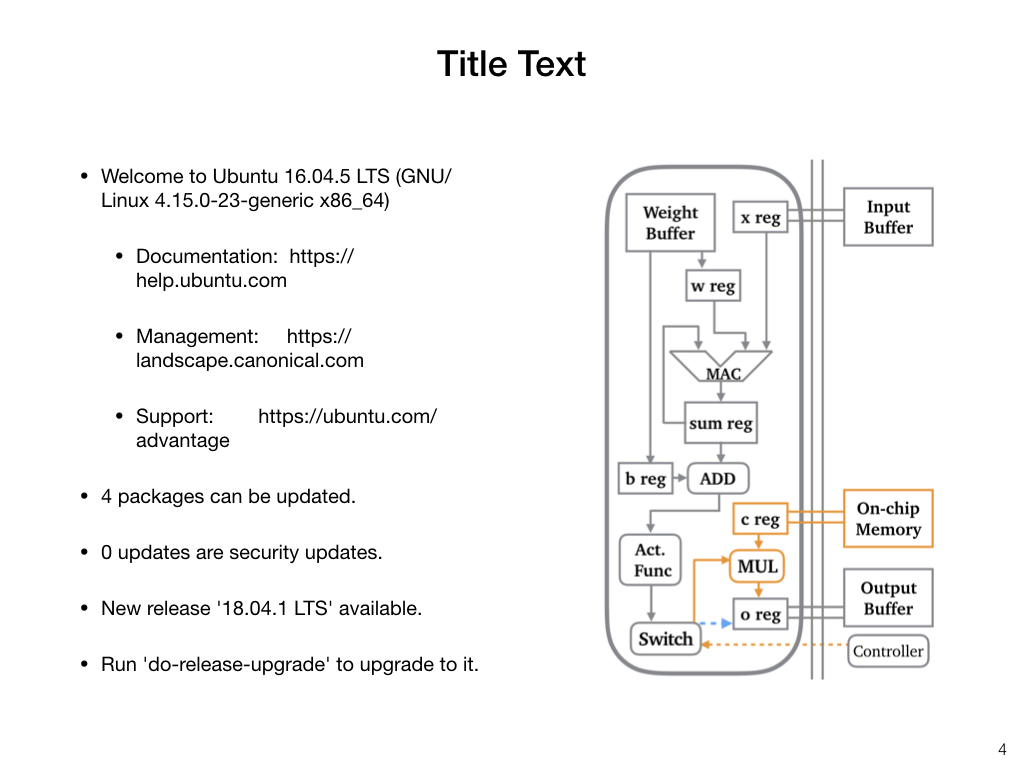 Title Text
• Welcome to Ubuntu 16.04.5 LTS (GNU/
Linux 4.15.0-23-generic x86_64)
• Documentation:  https://
help.ubuntu.com
• Management:     https://
landscape.canonical.com
• Support:        https://ubuntu.com/
advantage
• 4 packages can be updated.
• 0 updates are security updates.
• New release '18.04.1 LTS' available.
• Run 'do-release-upgrade' to upgrade to it.
Weight
Buffer
x reg
Input
Buffer
w reg
MAC
sum reg
b reg
ADD
c reg
On-chip
Memory
Act.
Func
MUL
o reg
Output
Buffer
Switch
Controller
4